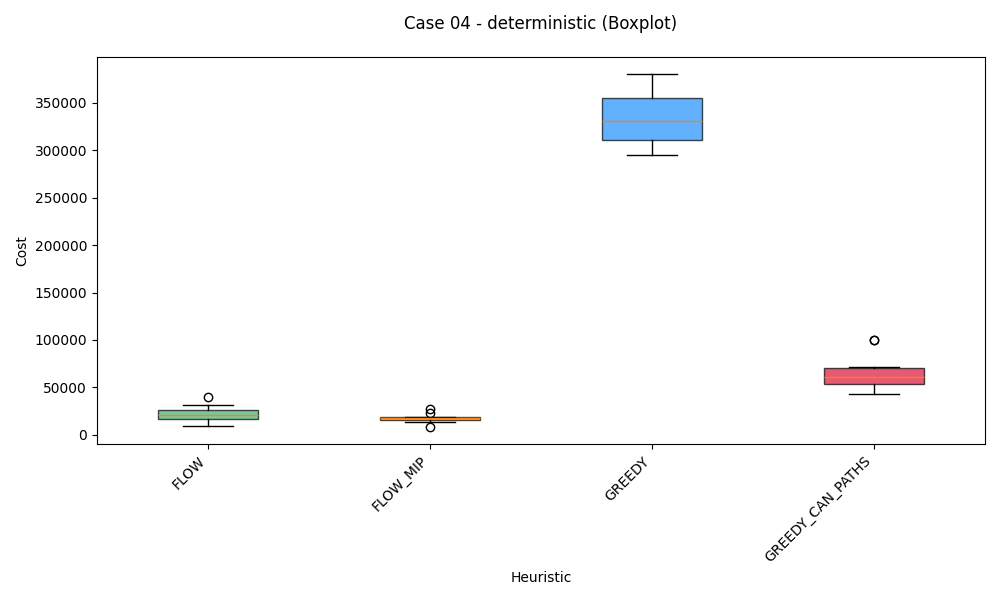 Case 04 - deterministic (Boxplot)
Cost
350000
300000
250000
200000
150000
100000
50000
0
FLOW
FLOW_MIP
GREEDY
GREEDY_CAN_PATHS
Heuristic